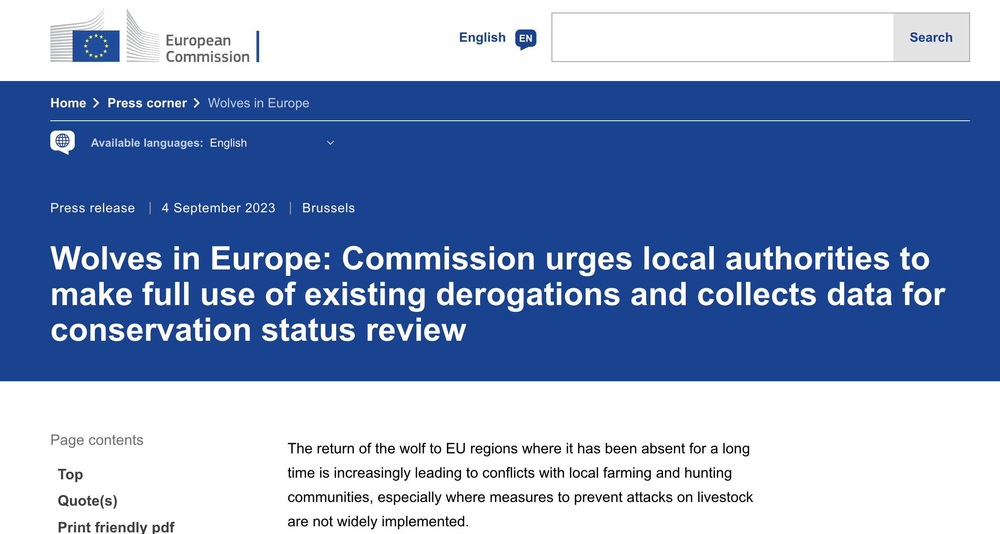 European
Commission
English EN
Search
Home > Press corner > Wolves in Europe
Available languages: English
Press release | 4 September 2023 | Brussels
Wolves in Europe: Commission urges local authorities to
make full use of existing derogations and collects data for
conservation status review
Page contents
Top
Quote(s)
Print friendly pdf
The return of the wolf to EU regions where it has been absent for a long
time is increasingly leading to conflicts with local farming and hunting
communities, especially where measures to prevent attacks on livestock
are not widely implemented.